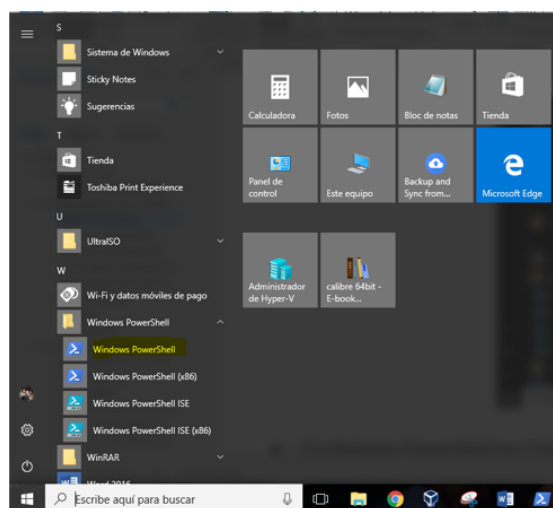 S
Sistema de Windows
Sticky Notes
Sugerencias
T
Tienda
Toshiba Print Experience
U
UltraISO
W
Wi-Fi y datos móviles de pago
Windows PowerShell
Windows PowerShell
Windows PowerShell (x86)
Windows PowerShell ISE
Windows PowerShell ISE (x86)
WinRAR
Word 2016
Calculadora
Fotos
Bloc de notas
Tienda
Panel de
control
Este equipo
Backup and
Sync from...
Microsoft Edge
Administrador
de Hyper-V
calibre 64bit -
E-book...
Escribe aquí para buscar